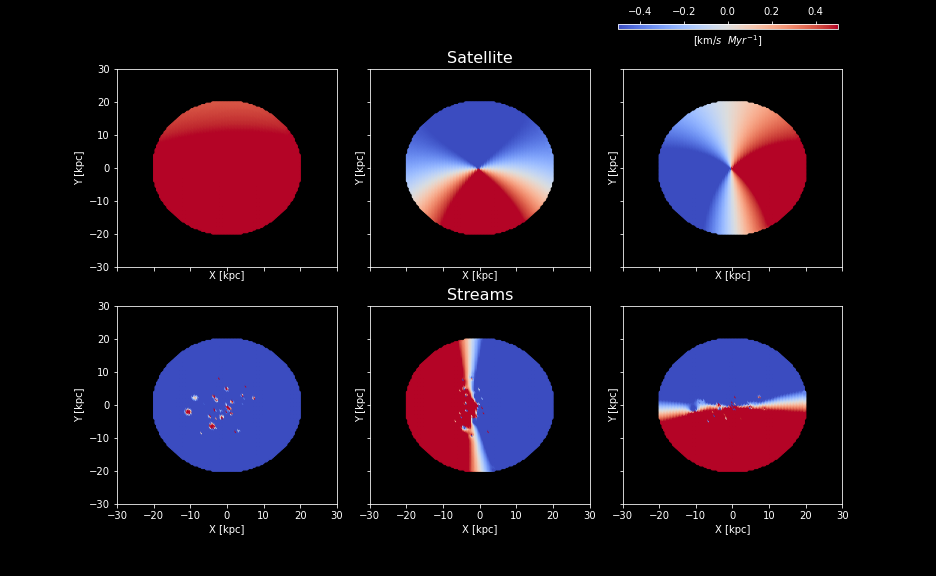 −0.4 −0.2 0.0 0.2 0.4
[km/s Myr⁻¹]
Satellite
30
20
10
0
−10
−20
−30
Y [kpc]
Y [kpc]
Y [kpc]
X [kpc]
X [kpc]
X [kpc]
Streams
30
20
10
0
−10
−20
−30
Y [kpc]
Y [kpc]
Y [kpc]
−30 −20 −10 0 10 20 30
−30 −20 −10 0 10 20 30
−30 −20 −10 0 10 20 30
X [kpc]
X [kpc]
X [kpc]